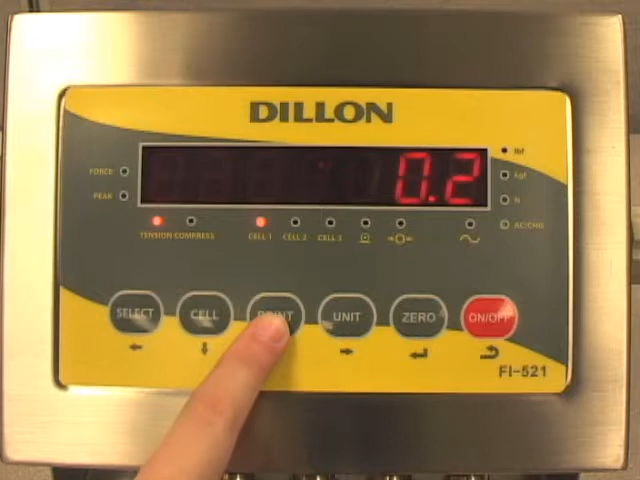 DILLON
0.2
lbf
FORCE
kgf
PEAK
N
TENSION COMPRESS CELL 1 CELL 2 CELL 3 AC/CHG
SELECT CELL PRINT UNIT ZERO ON/OFF
FI-521